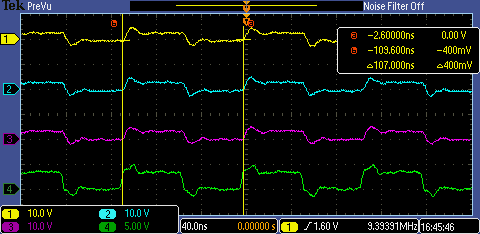 Tek PreVu Noise Filter Off
a -2.60000ns 0.00 V
b -109.600ns -400mV
△107.000ns △400mV
1
2
3
4
1 10.0 V 2 10.0 V
3 10.0 V 4 5.00 V
40.0ns 0.00000 s
1 1.60 V
9.39391MHz 16:45:46